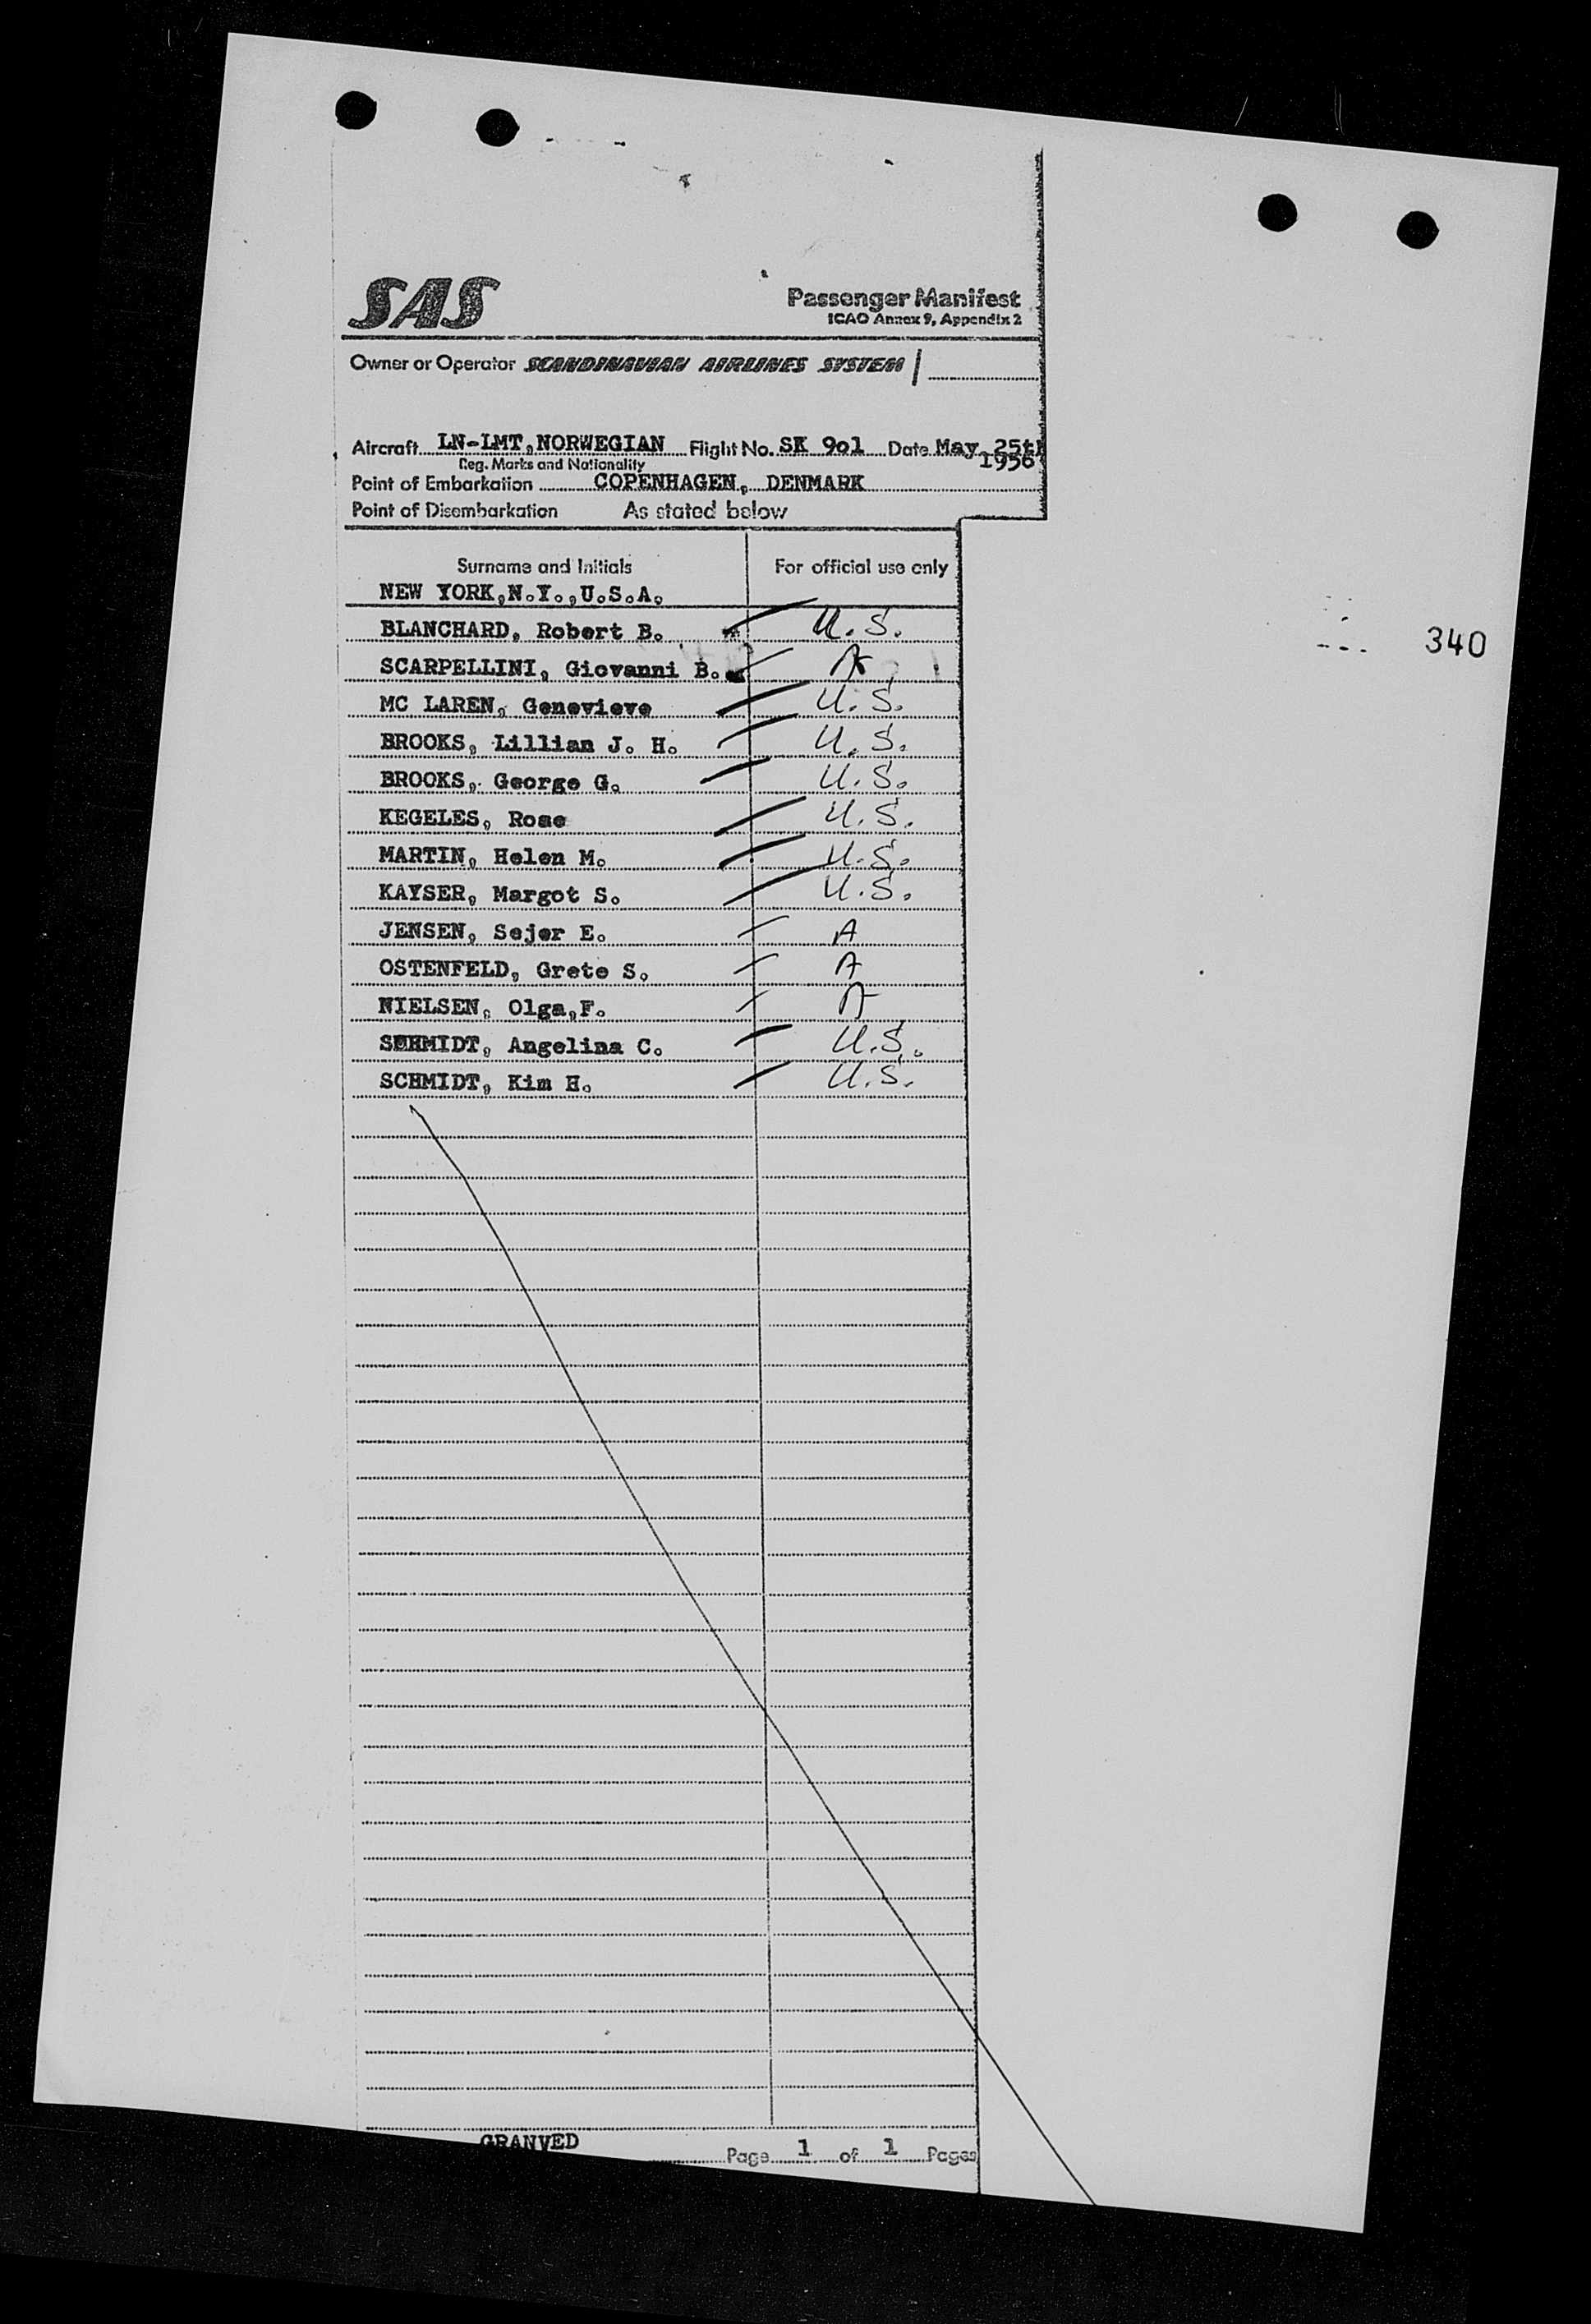 SAS
Passenger Manifest
ICAO Annex 9, Appendix 2
Owner or Operator SCANDINAVIAN AIRLINES SYSTEM
Aircraft LN-LMT, NORWEGIAN Flight No. SK 9o1 Date May 25th 1956
Reg. Marks and Nationality
Point of Embarkation COPENHAGEN, DENMARK
Point of Disembarkation As stated below
Surname and Initials For official use only
NEW YORK, N.Y., U.S.A.
BLANCHARD, Robert B. U.S.
340
SCARPELLINI, Giovanni B. A
MC LAREN, Genevieve U.S.
BROOKS, Lillian J. H. U.S.
BROOKS, George G. U.S.
KEGELES, Rose U.S.
MARTIN, Helen M. U.S.
KAYSER, Margot S. U.S.
JENSEN, Sejer E. A
OSTENFELD, Grete S. A
NIELSEN, Olga,F. A
SCHMIDT, Angelina C. U.S.
SCHMIDT, Kim H. U.S.
GRANVED
Page 1 of 1 Pages